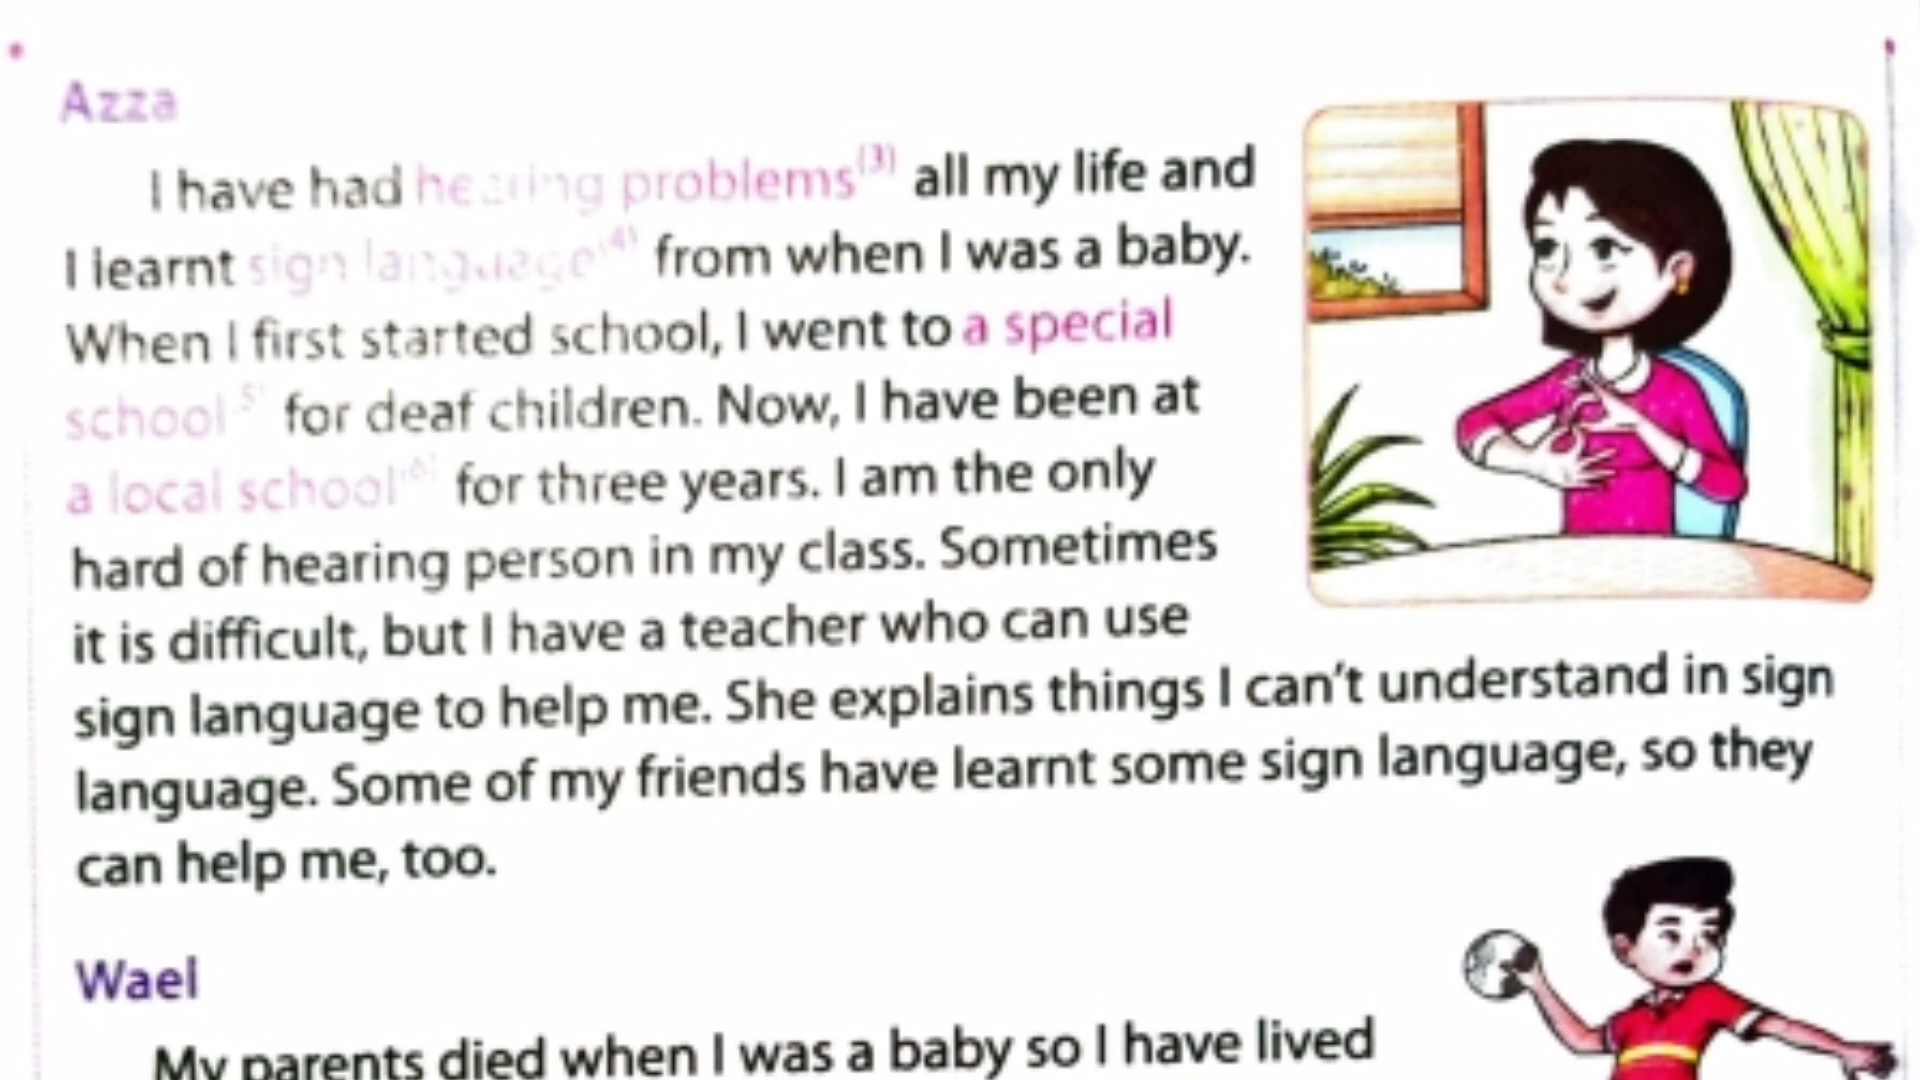 Azza
I have had hearing problems(3) all my life and
I learnt sign language(4) from when I was a baby.
When I first started school, I went to a special
school(5) for deaf children. Now, I have been at
a local school(6) for three years. I am the only
hard of hearing person in my class. Sometimes
it is difficult, but I have a teacher who can use
sign language to help me. She explains things I can't understand in sign
language. Some of my friends have learnt some sign language, so they
can help me, too.
Wael
My parents died when I was a baby so I have lived